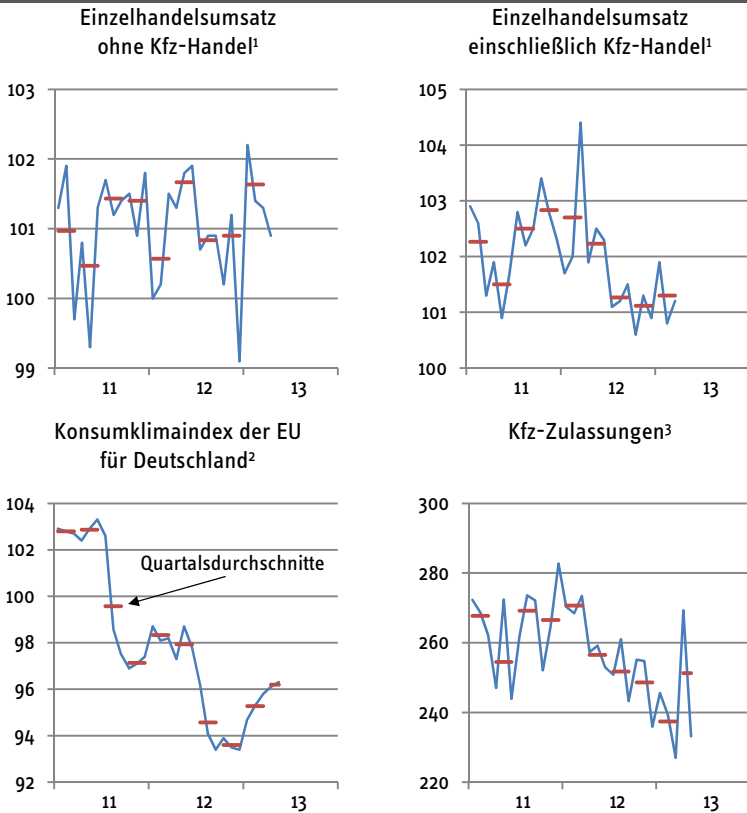 Einzelhandelsumsatz
ohne Kfz-Handel¹
103
102
101
100
99
11 12 13
Einzelhandelsumsatz
einschließlich Kfz-Handel¹
105
104
103
102
101
100
11 12 13
Konsumklimaindex der EU
für Deutschland²
104
102
100
98
96
94
92
Quartalsdurchschnitte
11 12 13
Kfz-Zulassungen³
300
280
260
240
220
11 12 13